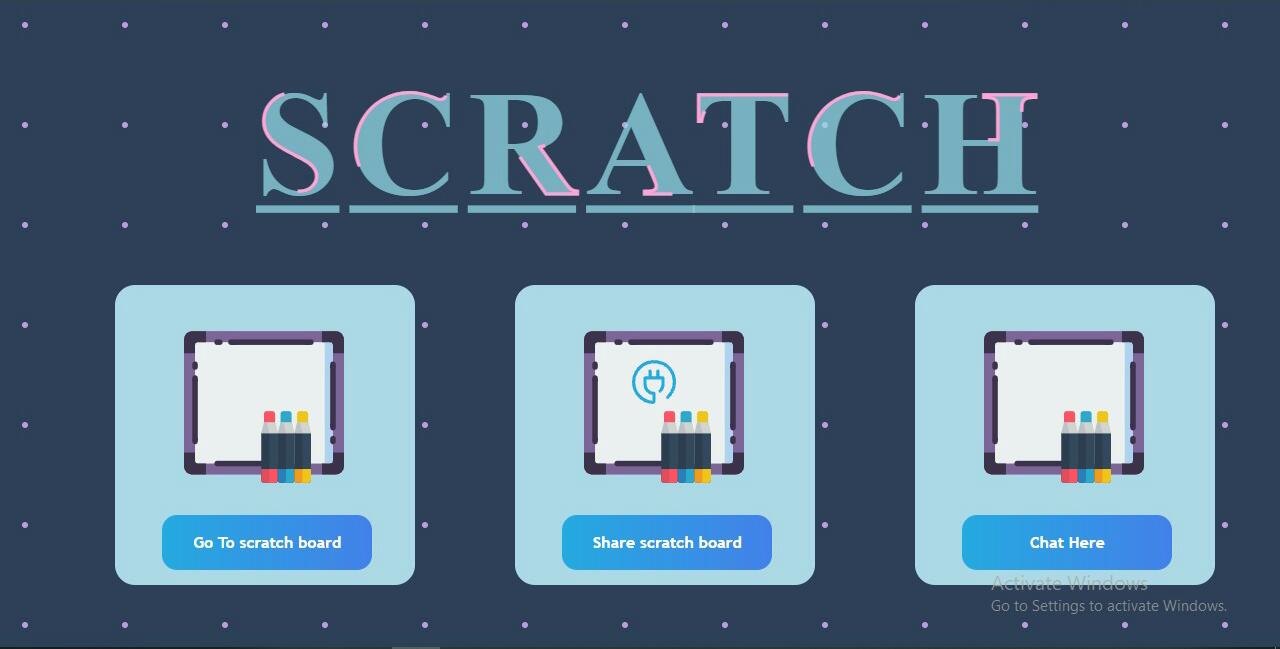 SCRATCH
Go To scratch board
Share scratch board
Chat Here
Activate Windows
Go to Settings to activate Windows.